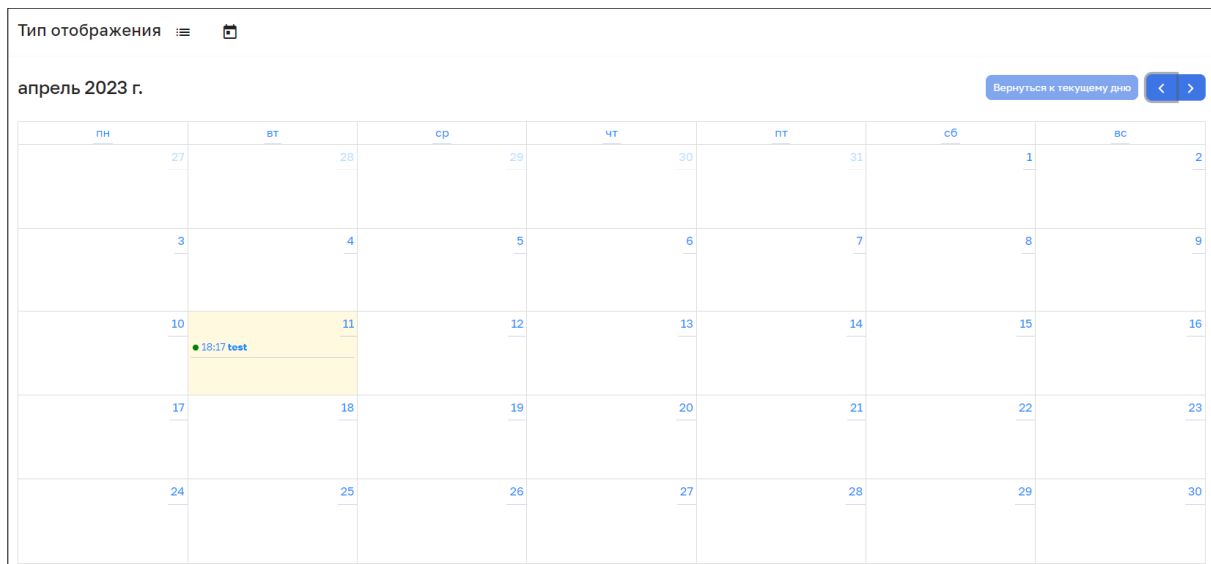 Тип отображения
апрель 2023 г.
Вернуться к текущему дню
пн вт ср чт пт сб вс
27 28 29 30 31 1 2
3 4 5 6 7 8 9
10 11 12 13 14 15 16
18:17 test
17 18 19 20 21 22 23
24 25 26 27 28 29 30